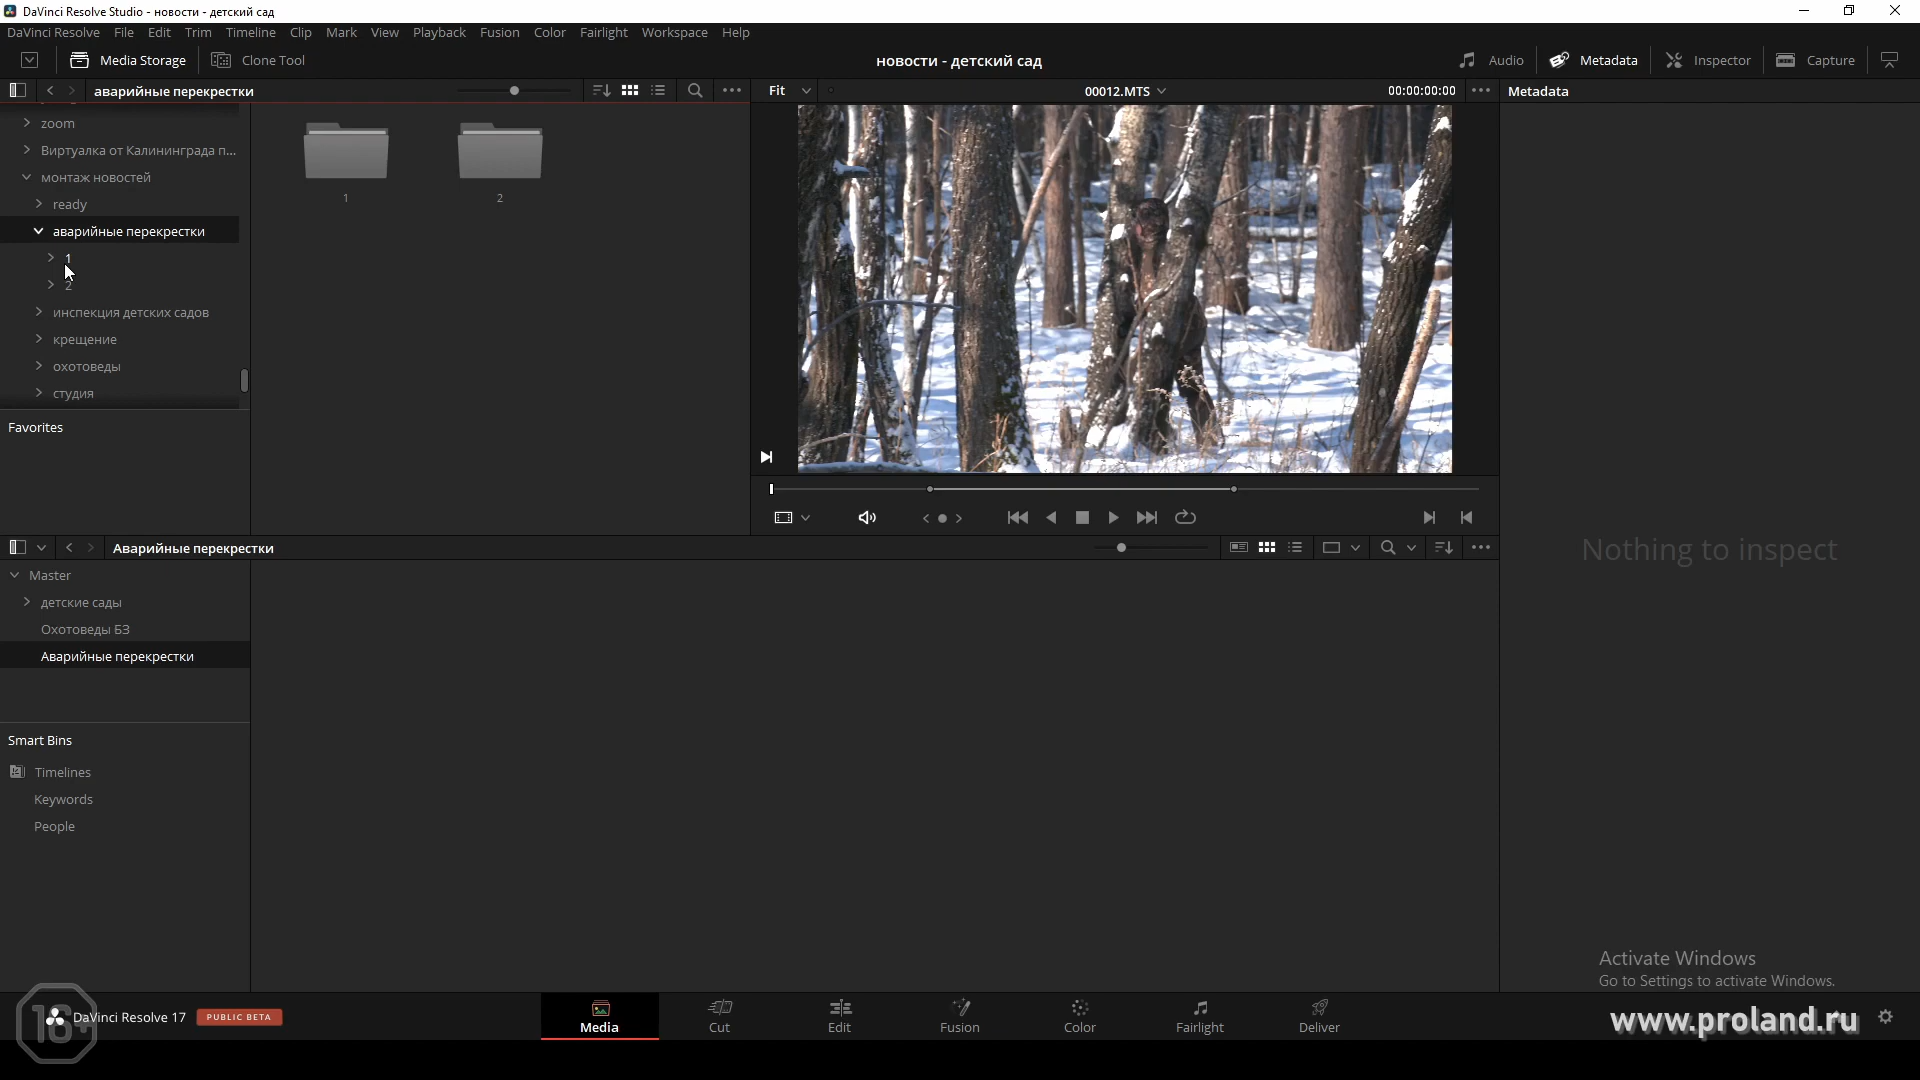 DaVinci Resolve Studio - новости - детский сад
DaVinci Resolve File Edit Trim Timeline Clip Mark View Playback Fusion Color Fairlight Workspace Help
Media Storage Clone Tool новости - детский сад Audio Metadata Inspector Capture
аварийные перекрестки Fit 00012.MTS 00:00:00:00 Metadata
zoom
Виртуалка от Калининграда п...
монтаж новостей
ready
аварийные перекрестки
1
2
инспекция детских садов
крещение
охотоведы
студия
1 2
Favorites
Nothing to inspect
Аварийные перекрестки
Master
детские сады
Охотоведы БЗ
Аварийные перекрестки
Smart Bins
Timelines
Keywords
People
Activate Windows
Go to Settings to activate Windows.
16+ DaVinci Resolve 17 PUBLIC BETA
Media Cut Edit Fusion Color Fairlight Deliver
www.proland.ru